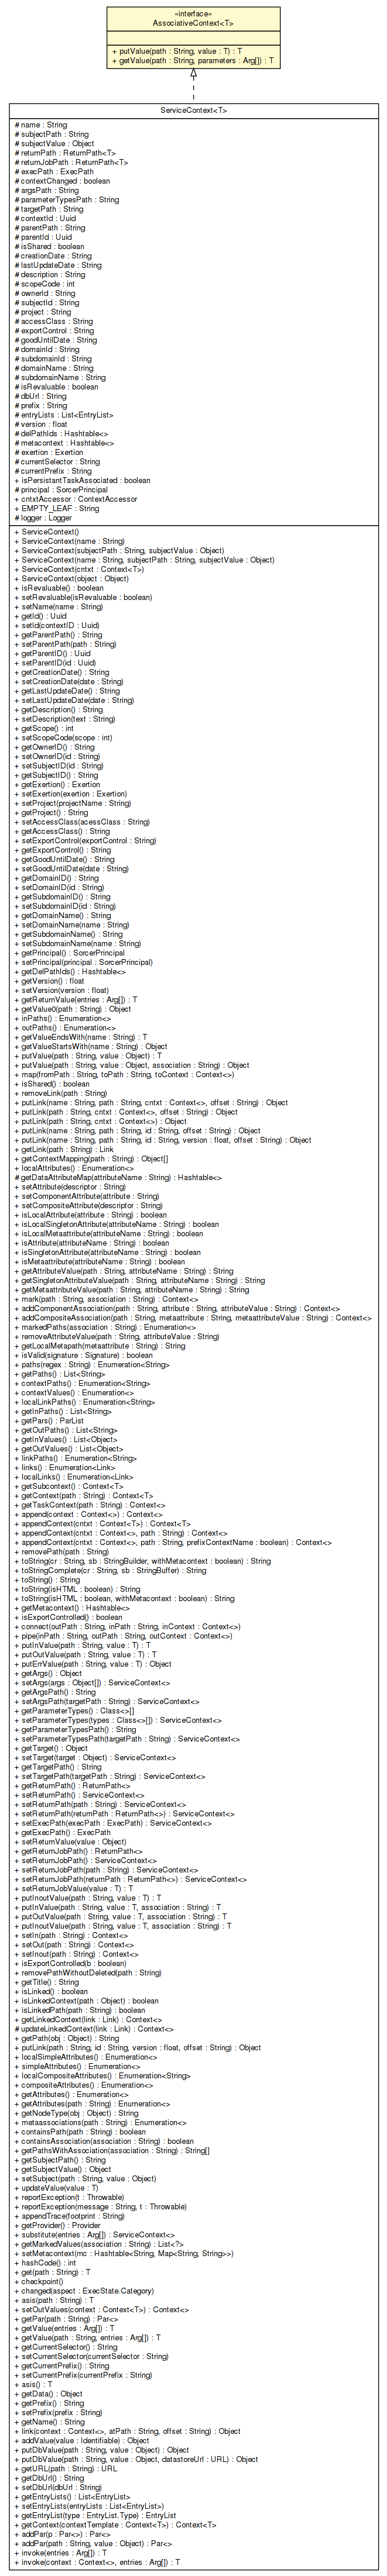 «interface»
AssociativeContext<T>
+ putValue(path : String, value : T) : T
+ getValue(path : String, parameters : Arg[]) : T
ServiceContext<T>
# name : String
# subjectPath : String
# subjectValue : Object
# returnPath : ReturnPath<T>
# returnJobPath : ReturnPath<T>
# execPath : ExecPath
# contextChanged : boolean
# argsPath : String
# parameterTypesPath : String
# targetPath : String
# contextId : Uuid
# parentPath : String
# parentId : Uuid
# isShared : boolean
# creationDate : String
# lastUpdateDate : String
# description : String
# scopeCode : int
# ownerId : String
# subjectId : String
# project : String
# accessClass : String
# exportControl : String
# goodUntilDate : String
# domainId : String
# subdomainId : String
# domainName : String
# subdomainName : String
# isRevaluable : boolean
# dbUrl : String
# prefix : String
# entryLists : List<EntryList>
# version : float
# delPathIds : Hashtable<>
# metacontext : Hashtable<>
# exertion : Exertion
# currentSelector : String
# currentPrefix : String
+ isPersistantTaskAssociated : boolean
# principal : SorcerPrincipal
+ cntxtAccessor : ContextAccessor
+ EMPTY_LEAF : String
# logger : Logger
+ ServiceContext()
+ ServiceContext(name : String)
+ ServiceContext(subjectPath : String, subjectValue : Object)
+ ServiceContext(name : String, subjectPath : String, subjectValue : Object)
+ ServiceContext(cntxt : Context<T>)
+ ServiceContext(object : Object)
+ isRevaluable() : boolean
+ setRevaluable(isRevaluable : boolean)
+ setName(name : String)
+ getId() : Uuid
+ setId(contextID : Uuid)
+ getParentPath() : String
+ setParentPath(path : String)
+ getParentID() : Uuid
+ setParentID(id : Uuid)
+ getCreationDate() : String
+ setCreationDate(date : String)
+ getLastUpdateDate() : String
+ setLastUpdateDate(date : String)
+ getDescription() : String
+ setDescription(text : String)
+ getScope() : int
+ setScopeCode(scope : int)
+ getOwnerID() : String
+ setOwnerID(id : String)
+ setSubjectID(id : String)
+ getSubjectID() : String
+ getExertion() : Exertion
+ setExertion(exertion : Exertion)
+ setProject(projectName : String)
+ getProject() : String
+ setAccessClass(acessClass : String)
+ getAccessClass() : String
+ setExportControl(exportControl : String)
+ getExportControl() : String
+ getGoodUntilDate() : String
+ setGoodUntilDate(date : String)
+ getDomainID() : String
+ setDomainID(id : String)
+ getSubdomainID() : String
+ setSubdomainID(id : String)
+ getDomainName() : String
+ setDomainName(name : String)
+ getSubdomainName() : String
+ setSubdomainName(name : String)
+ getPrincipal() : SorcerPrincipal
+ setPrincipal(principal : SorcerPrincipal)
+ getDelPathIds() : Hashtable<>
+ getVersion() : float
+ setVersion(version : float)
+ getReturnValue(entries : Arg[]) : T
+ getValue0(path : String) : Object
+ inPaths() : Enumeration<>
+ outPaths() : Enumeration<>
+ getValueEndsWith(name : String) : T
+ getValueStartsWith(name : String) : Object
+ putValue(path : String, value : Object) : T
+ putValue(path : String, value : Object, association : String) : Object
+ map(fromPath : String, toPath : String, toContext : Context<>)
+ isShared() : boolean
+ removeLink(path : String)
+ putLink(name : String, path : String, cntxt : Context<>, offset : String) : Object
+ putLink(path : String, cntxt : Context<>, offset : String) : Object
+ putLink(path : String, cntxt : Context<>) : Object
+ putLink(name : String, path : String, id : String, offset : String) : Object
+ putLink(name : String, path : String, id : String, version : float, offset : String) : Object
+ getLink(path : String) : Link
+ getContextMapping(path : String) : Object[]
+ localAttributes() : Enumeration<>
# getDataAttributeMap(attributeName : String) : Hashtable<>
+ setAttribute(descriptor : String)
+ setComponentAttribute(attribute : String)
+ setCompositeAttribute(descriptor : String)
+ isLocalAttribute(attribute : String) : boolean
+ isLocalSingletonAttribute(attributeName : String) : boolean
+ isLocalMetaattribute(attributeName : String) : boolean
+ isAttribute(attributeName : String) : boolean
+ isSingletonAttribute(attributeName : String) : boolean
+ isMetaattribute(attributeName : String) : boolean
+ getAttributeValue(path : String, attributeName : String) : String
+ getSingletonAttributeValue(path : String, attributeName : String) : String
+ getMetaattributeValue(path : String, attributeName : String) : String
+ mark(path : String, association : String) : Context<>
+ addComponentAssociation(path : String, attribute : String, attributeValue : String) : Context<>
+ addCompositeAssociation(path : String, metaattribute : String, metaattributeValue : String) : Context<>
+ markedPaths(association : String) : Enumeration<>
+ removeAttributeValue(path : String, attributeValue : String)
+ getLocalMetapath(metaattribute : String) : String
+ isValid(signature : Signature) : boolean
+ paths(regex : String) : Enumeration<String>
+ getPaths() : List<String>
+ contextPaths() : Enumeration<String>
+ contextValues() : Enumeration<>
+ localLinkPaths() : Enumeration<String>
+ getInPaths() : List<String>
+ getPars() : ParList
+ getOutPaths() : List<String>
+ getInValues() : List<Object>
+ getOutValues() : List<Object>
+ linkPaths() : Enumeration<String>
+ links() : Enumeration<Link>
+ localLinks() : Enumeration<Link>
+ getSubcontext() : Context<T>
+ getContext(path : String) : Context<T>
+ getTaskContext(path : String) : Context<>
+ append(context : Context<>) : Context<>
+ appendContext(cntxt : Context<T>) : Context<T>
+ appendContext(cntxt : Context<>, path : String) : Context<>
+ appendContext(cntxt : Context<>, path : String, prefixContextName : boolean) : Context<>
+ removePath(path : String)
+ toString(cr : String, sb : StringBuilder, withMetacontext : boolean) : String
+ toStringComplete(cr : String, sb : StringBuffer) : String
+ toString() : String
+ toString(isHTML : boolean) : String
+ toString(isHTML : boolean, withMetacontext : boolean) : String
+ getMetacontext() : Hashtable<>
+ isExportControlled() : boolean
+ connect(outPath : String, inPath : String, inContext : Context<>)
+ pipe(inPath : String, outPath : String, outContext : Context<>)
+ putInValue(path : String, value : T) : T
+ putOutValue(path : String, value : T) : T
+ putErrValue(path : String, value : T) : Object
+ getArgs() : Object
+ setArgs(args : Object[]) : ServiceContext<>
+ getArgsPath() : String
+ setArgsPath(targetPath : String) : ServiceContext<>
+ getParameterTypes() : Class<>[]
+ setParameterTypes(types : Class<>[]) : ServiceContext<>
+ getParameterTypesPath() : String
+ setParameterTypesPath(targetPath : String) : ServiceContext<>
+ getTarget() : Object
+ setTarget(target : Object) : ServiceContext<>
+ getTargetPath() : String
+ setTargetPath(targetPath : String) : ServiceContext<>
+ getReturnPath() : ReturnPath<>
+ setReturnPath() : ServiceContext<>
+ setReturnPath(path : String) : ServiceContext<>
+ setReturnPath(returnPath : ReturnPath<>) : ServiceContext<>
+ setExecPath(execPath : ExecPath) : ServiceContext<>
+ getExecPath() : ExecPath
+ setReturnValue(value : Object)
+ getReturnJobPath() : ReturnPath<>
+ setReturnJobPath() : ServiceContext<>
+ setReturnJobPath(path : String) : ServiceContext<>
+ setReturnJobPath(returnPath : ReturnPath<>) : ServiceContext<>
+ setReturnJobValue(value : T) : T
+ putInoutValue(path : String, value : T) : T
+ putInValue(path : String, value : T, association : String) : T
+ putOutValue(path : String, value : T, association : String) : T
+ putInoutValue(path : String, value : T, association : String) : T
+ setIn(path : String) : Context<>
+ setOut(path : String) : Context<>
+ setInout(path : String) : Context<>
+ isExportControlled(b : boolean)
+ removePathWithoutDeleted(path : String)
+ getTitle() : String
+ isLinked() : boolean
+ isLinkedContext(path : Object) : boolean
+ isLinkedPath(path : String) : boolean
+ getLinkedContext(link : Link) : Context<>
# updateLinkedContext(link : Link) : Context<>
+ getPath(obj : Object) : String
+ putLink(path : String, id : String, version : float, offset : String) : Object
+ localSimpleAttributes() : Enumeration<>
+ simpleAttributes() : Enumeration<>
+ localCompositeAttributes() : Enumeration<String>
+ compositeAttributes() : Enumeration<>
+ getAttributes() : Enumeration<>
+ getAttributes(path : String) : Enumeration<>
+ getNodeType(obj : Object) : String
+ metaassociations(path : String) : Enumeration<>
+ containsPath(path : String) : boolean
+ containsAssociation(association : String) : boolean
+ getPathsWithAssociation(association : String) : String[]
+ getSubjectPath() : String
+ getSubjectValue() : Object
+ setSubject(path : String, value : Object)
+ updateValue(value : T)
+ reportException(t : Throwable)
+ reportException(message : String, t : Throwable)
+ appendTrace(footprint : String)
+ getProvider() : Provider
+ substitute(entries : Arg[]) : ServiceContext<>
+ getMarkedValues(association : String) : List<?>
+ setMetacontext(mc : Hashtable<String, Map<String, String>>)
+ hashCode() : int
+ get(path : String) : T
+ checkpoint()
+ changed(aspect : ExecState.Category)
+ asis(path : String) : T
+ setOutValues(context : Context<T>) : Context<>
+ getPar(path : String) : Par<>
+ getValue(entries : Arg[]) : T
+ getValue(path : String, entries : Arg[]) : T
+ getCurrentSelector() : String
+ setCurrentSelector(currentSelector : String)
+ getCurrentPrefix() : String
+ setCurrentPrefix(currentPrefix : String)
+ asis() : T
+ getData() : Object
+ getPrefix() : String
+ setPrefix(prefix : String)
+ getName() : String
+ link(context : Context<>, atPath : String, offset : String) : Object
+ addValue(value : Identifiable) : Object
+ putDbValue(path : String, value : Object) : Object
+ putDbValue(path : String, value : Object, datastoreUrl : URL) : Object
+ getURL(path : String) : URL
+ getDbUrl() : String
+ setDbUrl(dbUrl : String)
+ getEntryLists() : List<EntryList>
+ setEntryLists(entryLists : List<EntryList>)
+ getEntryList(type : EntryList.Type) : EntryList
+ getContext(contextTemplate : Context<T>) : Context<T>
+ addPar(p : Par<>) : Par<>
+ addPar(path : String, value : Object) : Par<>
+ invoke(entries : Arg[]) : T
+ invoke(context : Context<>, entries : Arg[]) : T